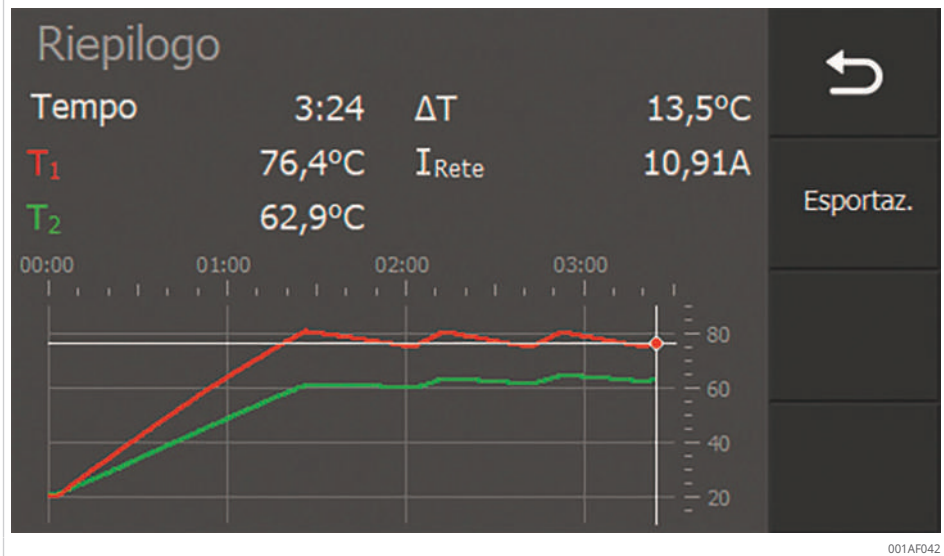 Riepilogo
Tempo 3:24 ΔT 13,5°C
T1 76,4°C IRete 10,91A
T2 62,9°C
Esportaz.
00:00 01:00 02:00 03:00
80
60
40
20
001AF042